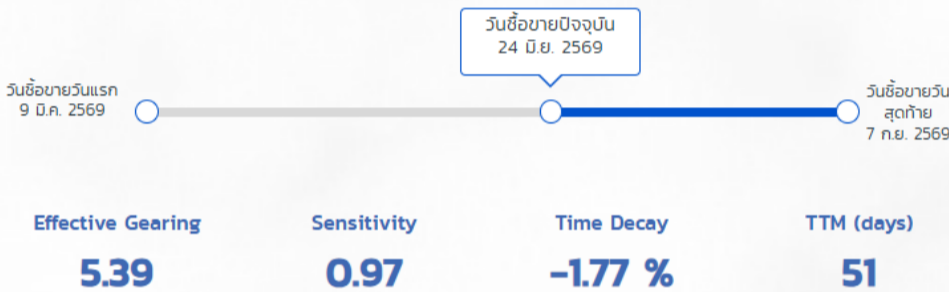 วันซื้อขายปัจจุบัน
24 มิ.ย. 2569
วันซื้อขายวันแรก
9 มี.ค. 2569
วันซื้อขายวัน
สุดท้าย
7 ก.ย. 2569
Effective Gearing
Sensitivity
Time Decay
TTM (days)
5.39
0.97
-1.77 %
51